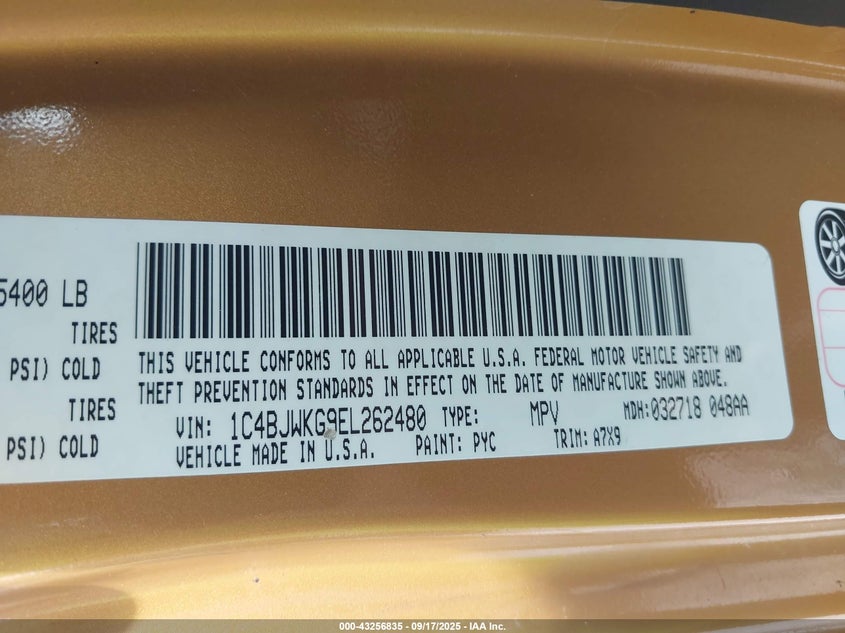 5400 LB
TIRES
PSI) COLD
TIRES
PSI) COLD
THIS VEHICLE CONFORMS TO ALL APPLICABLE U.S.A. FEDERAL MOTOR VEHICLE SAFETY AND
THEFT PREVENTION STANDARDS IN EFFECT ON THE DATE OF MANUFACTURE SHOWN ABOVE.
VIN: 1C4BJWKG9EL262480 TYPE: MPV MDH:032718 048AA
VEHICLE MADE IN U.S.A. PAINT: PYC TRIM: A7X9
000-43256835 - 09/17/2025 - IAA Inc.